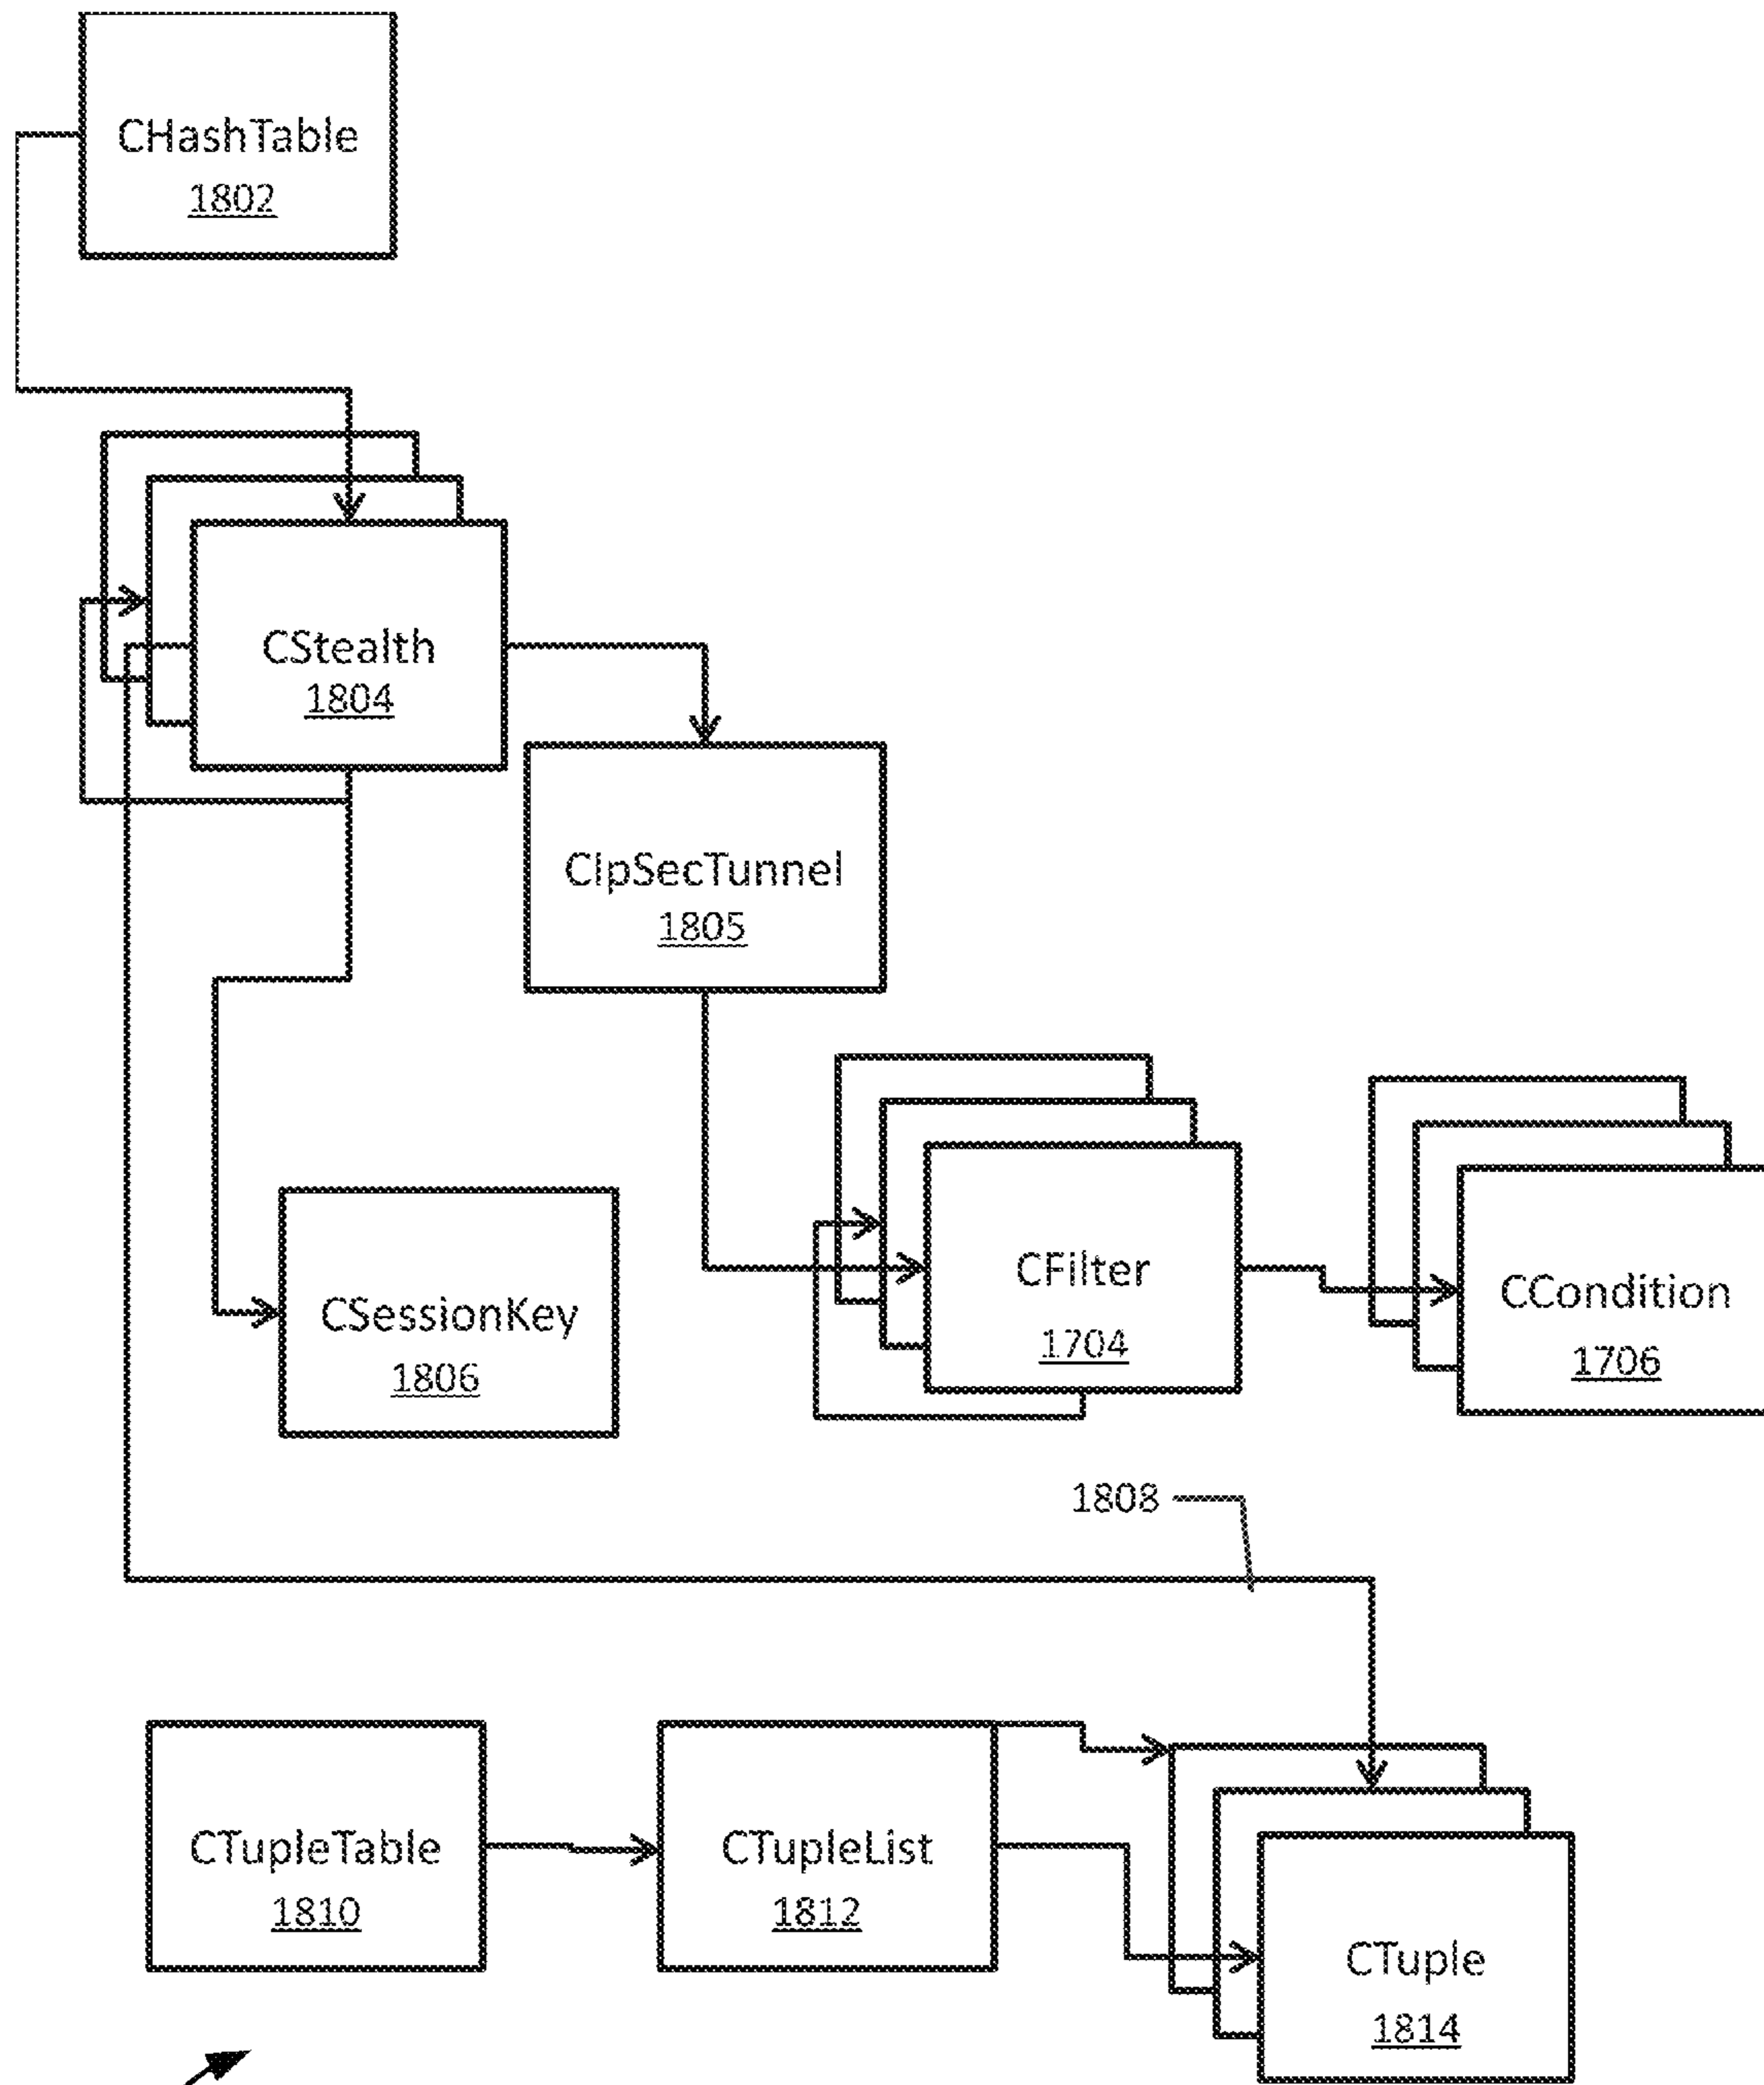 CHashTable
1802
CStealth
1804
CIpSecTunnel
1805
CFilter
1704
CCondition
1706
CSessionKey
1806
1808
CTupleTable
1810
CTupleList
1812
CTuple
1814